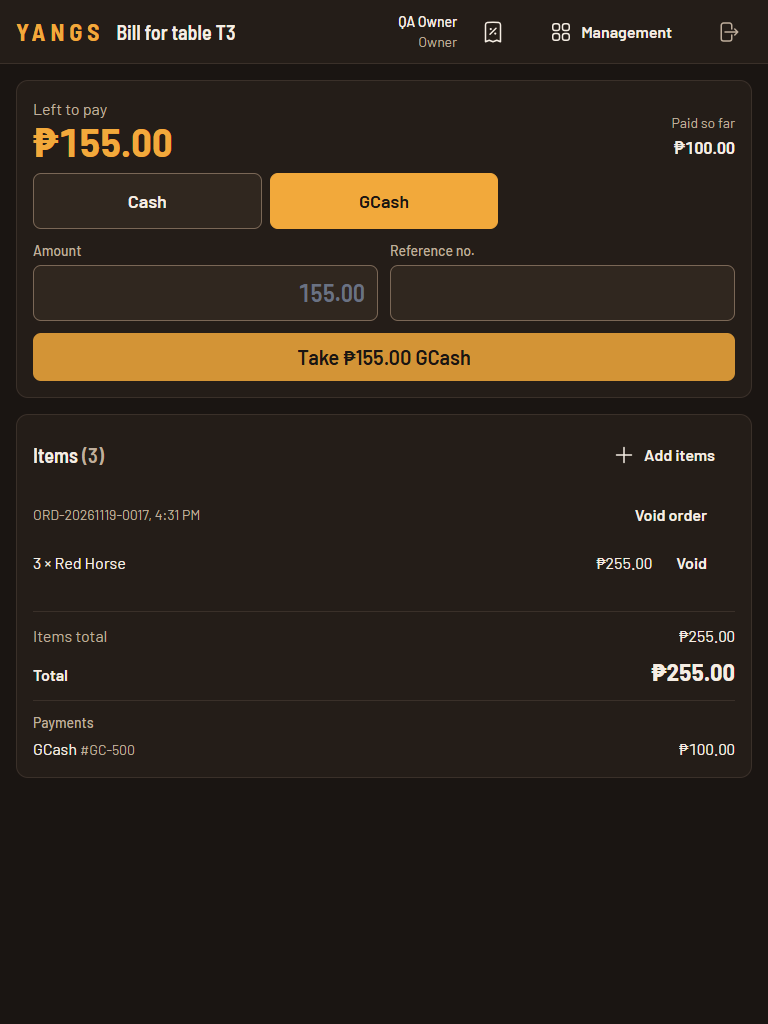 YANGS Bill for table T3
QA Owner
Owner
Management
Left to pay
₱155.00
Paid so far
₱100.00
Cash
GCash
Amount
Reference no.
155.00
Take ₱155.00 GCash
Items (3)
Add items
ORD-20261119-0017, 4:31 PM
Void order
3 × Red Horse
₱255.00
Void
Items total
₱255.00
Total
₱255.00
Payments
GCash #GC-500
₱100.00